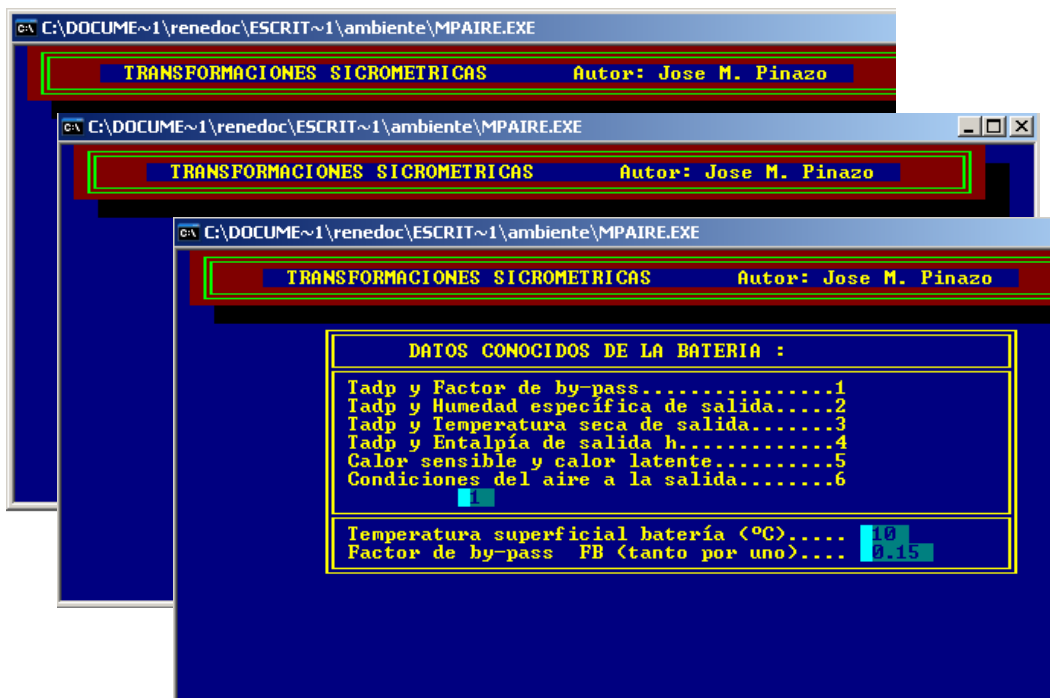 C:\DOCUME~1\renedoc\ESCRIT~1\ambiente\MPAIRE.EXE
TRANSFORMACIONES SICROMETRICAS Autor: Jose M. Pinazo
C:\DOCUME~1\renedoc\ESCRIT~1\ambiente\MPAIRE.EXE
TRANSFORMACIONES SICROMETRICAS Autor: Jose M. Pinazo
C:\DOCUME~1\renedoc\ESCRIT~1\ambiente\MPAIRE.EXE
TRANSFORMACIONES SICROMETRICAS Autor: Jose M. Pinazo
DATOS CONOCIDOS DE LA BATERIA :
Tadp y Factor de by-pass................1
Tadp y Humedad específica de salida.....2
Tadp y Temperatura seca de salida.......3
Tadp y Entalpía de salida h.............4
Calor sensible y calor latente..........5
Condiciones del aire a la salida........6
1
Temperatura superficial batería (ºC)..... 10
Factor de by-pass FB (tanto por uno).... 0.15